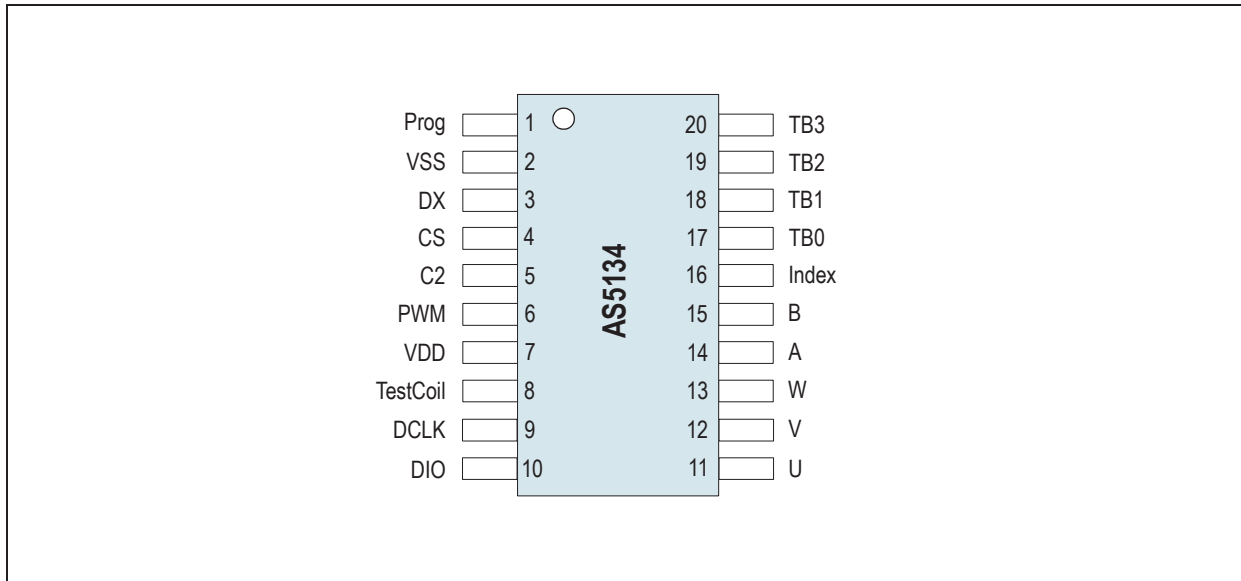 Prog 1 20 TB3
VSS 2 19 TB2
DX 3 18 TB1
CS 4 17 TB0
C2 5 16 Index
PWM 6 15 B
VDD 7 14 A
TestCoil 8 13 W
DCLK 9 12 V
DIO 10 11 U
AS5134